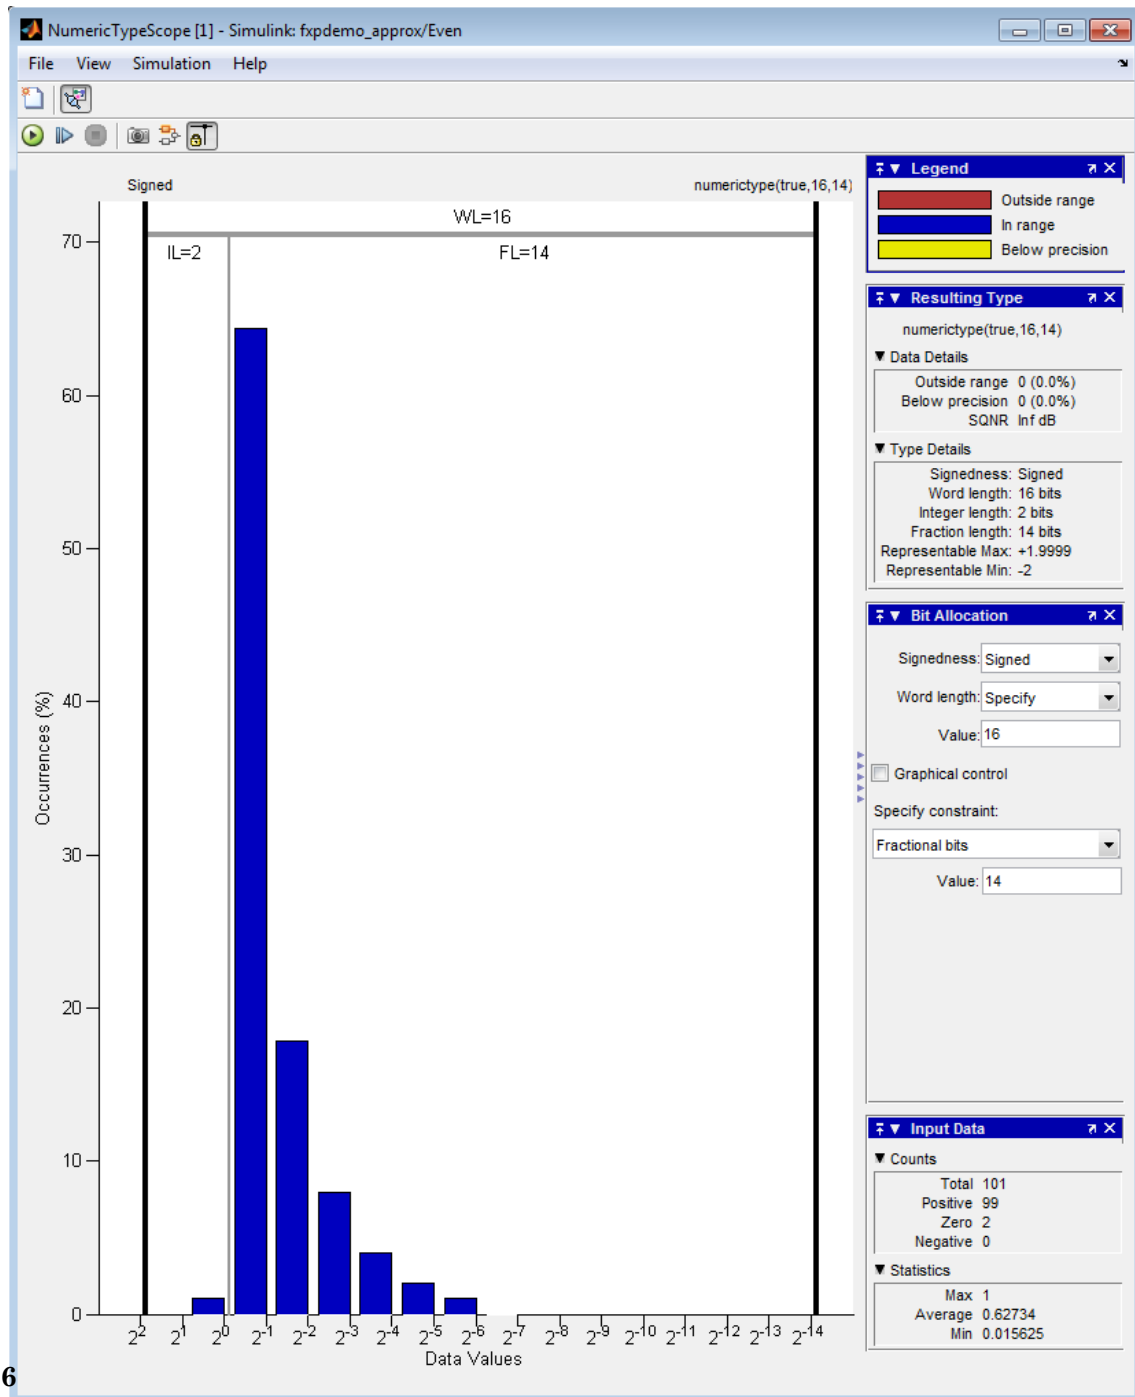 NumericTypeScope [1] - Simulink: fxpdemo_approx/Even
File View Simulation Help
Signed numerictype(true,16,14)
WL=16
IL=2 FL=14
70
60
50
40
30
20
10
0
Occurrences (%)
2^2 2^1 2^0 2^-1 2^-2 2^-3 2^-4 2^-5 2^-6 2^-7 2^-8 2^-9 2^-10 2^-11 2^-12 2^-13 2^-14
Data Values
Legend
Outside range
In range
Below precision
Resulting Type
numerictype(true,16,14)
Data Details
Outside range 0 (0.0%)
Below precision 0 (0.0%)
SQNR Inf dB
Type Details
Signedness: Signed
Word length: 16 bits
Integer length: 2 bits
Fraction length: 14 bits
Representable Max: +1.9999
Representable Min: -2
Bit Allocation
Signedness: Signed
Word length: Specify
Value: 16
Graphical control
Specify constraint:
Fractional bits
Value: 14
Input Data
Counts
Total 101
Positive 99
Zero 2
Negative 0
Statistics
Max 1
Average 0.62734
Min 0.015625
6